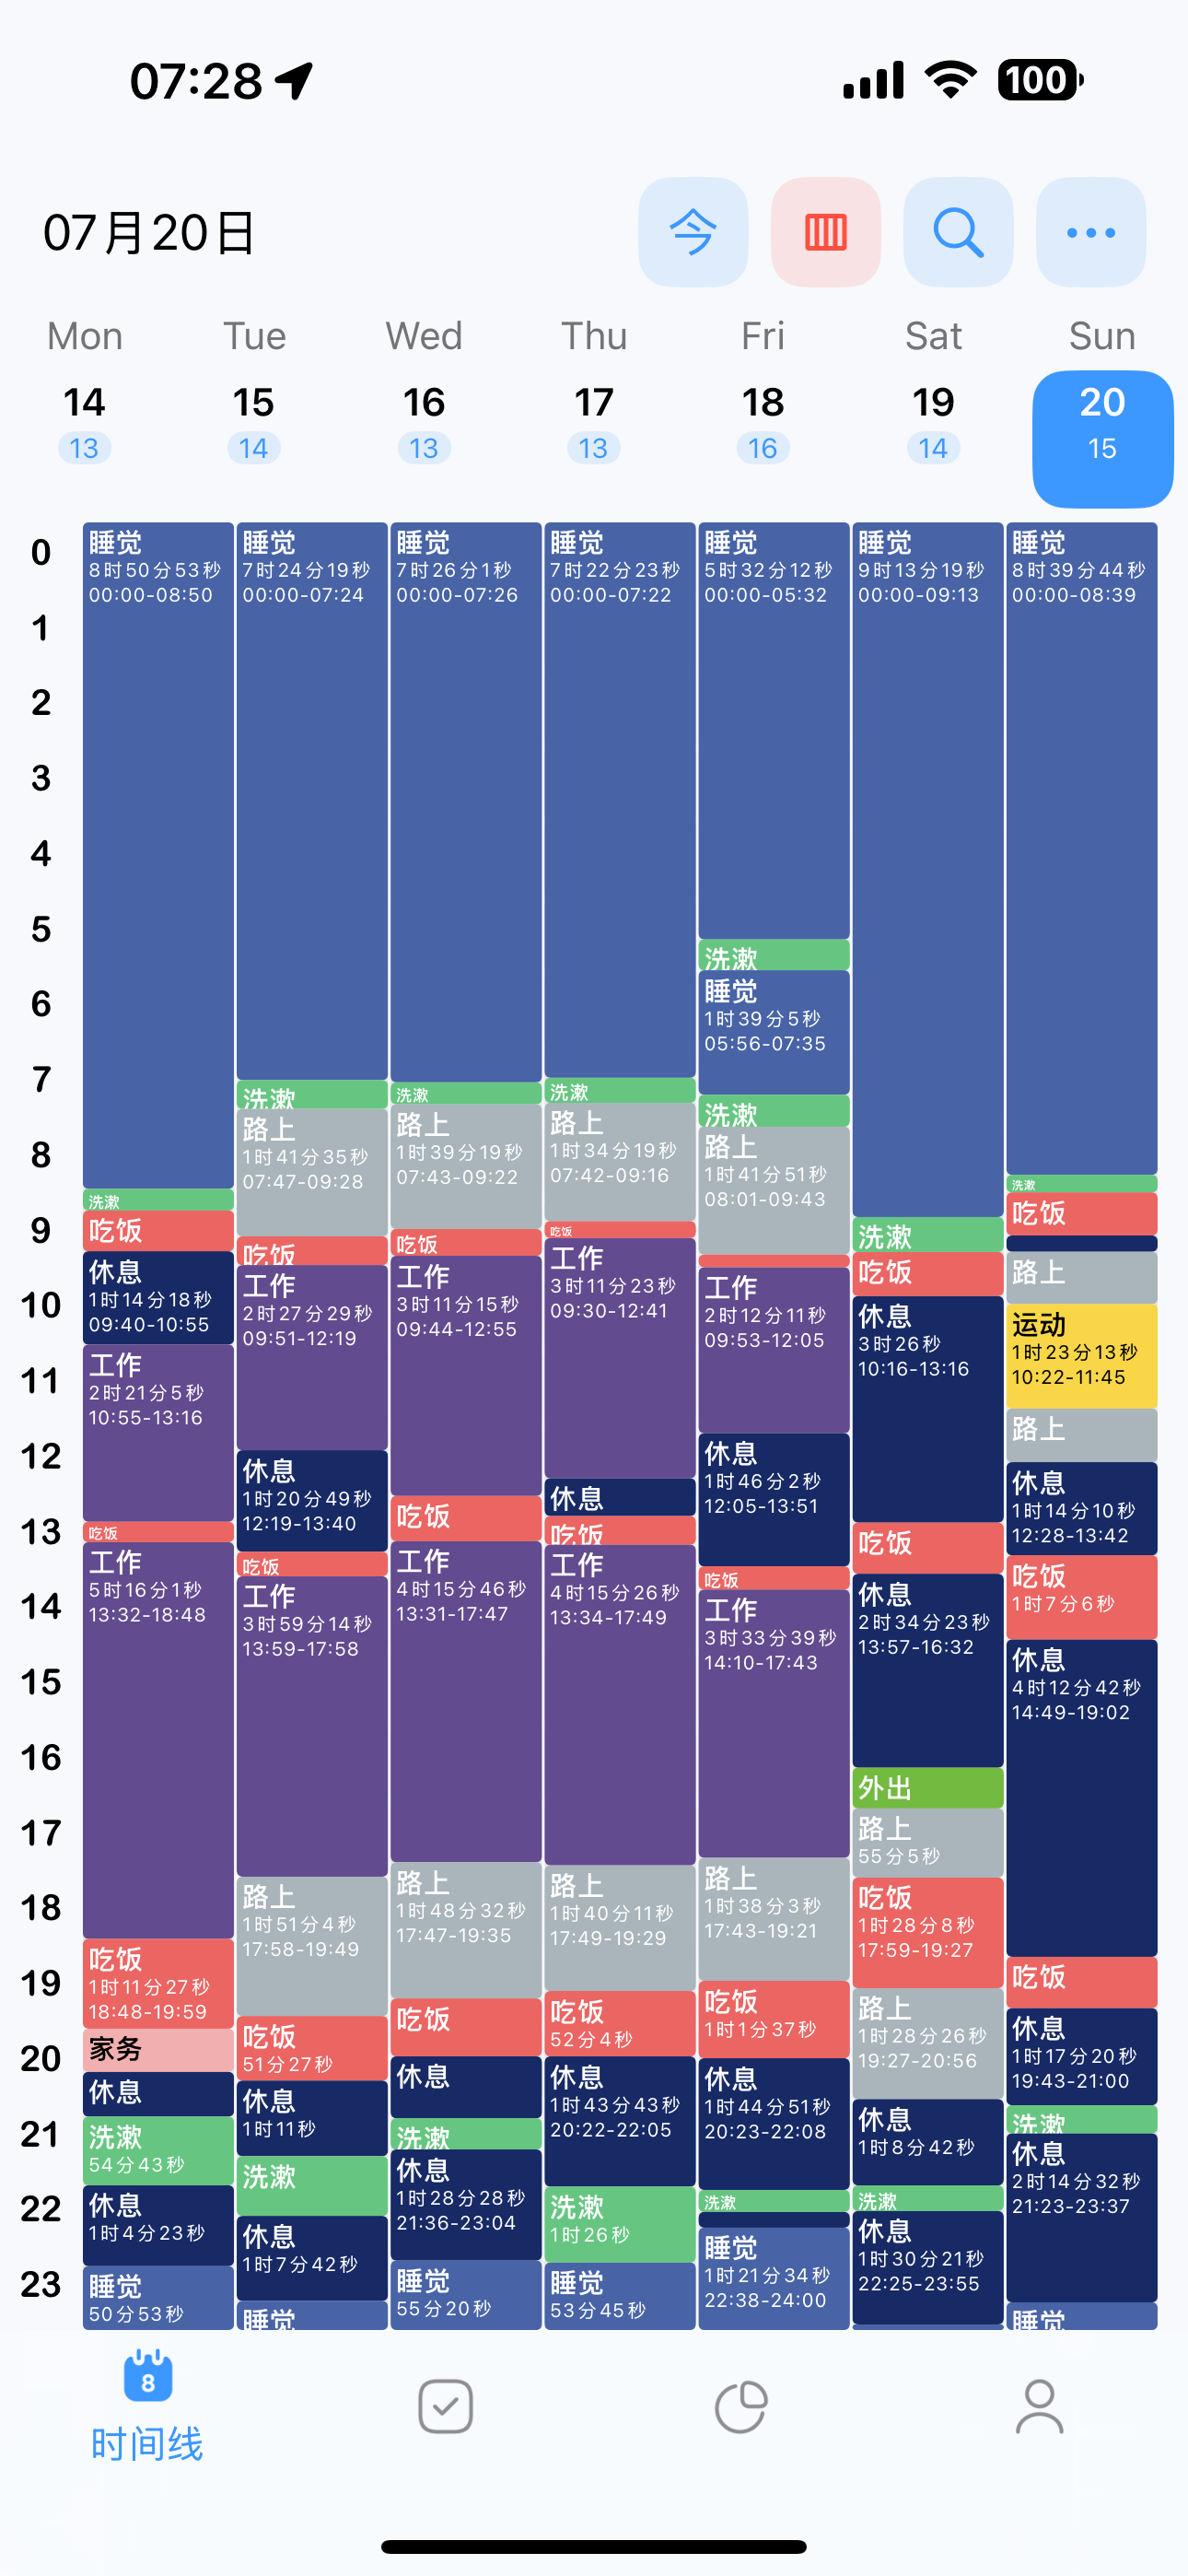 07:28
100
07月20日
今
Mon Tue Wed Thu Fri Sat Sun
14 15 16 17 18 19 20
13 14 13 13 16 14 15
0
1
2
3
4
5
6
7
8
9
10
11
12
13
14
15
16
17
18
19
20
21
22
23
睡觉
8时50分53秒
00:00-08:50
洗漱
吃饭
休息
1时14分18秒
09:40-10:55
工作
2时21分5秒
10:55-13:16
吃饭
工作
5时16分1秒
13:32-18:48
吃饭
1时11分27秒
18:48-19:59
家务
休息
洗漱
54分43秒
休息
1时4分23秒
睡觉
50分53秒
睡觉
7时24分19秒
00:00-07:24
洗漱
路上
1时41分35秒
07:47-09:28
吃饭
工作
2时27分29秒
09:51-12:19
休息
1时20分49秒
12:19-13:40
吃饭
工作
3时59分14秒
13:59-17:58
路上
1时51分4秒
17:58-19:49
吃饭
51分27秒
休息
1时11秒
洗漱
休息
1时7分42秒
睡觉
睡觉
7时26分1秒
00:00-07:26
洗漱
路上
1时39分19秒
07:43-09:22
吃饭
工作
3时11分15秒
09:44-12:55
吃饭
工作
4时15分46秒
13:31-17:47
路上
1时48分32秒
17:47-19:35
吃饭
休息
洗漱
休息
1时28分28秒
21:36-23:04
睡觉
55分20秒
睡觉
7时22分23秒
00:00-07:22
洗漱
路上
1时34分19秒
07:42-09:16
吃饭
工作
3时11分23秒
09:30-12:41
休息
吃饭
工作
4时15分26秒
13:34-17:49
路上
1时40分11秒
17:49-19:29
吃饭
52分4秒
休息
1时43分43秒
20:22-22:05
洗漱
1时26秒
睡觉
53分45秒
睡觉
5时32分12秒
00:00-05:32
洗漱
睡觉
1时39分5秒
05:56-07:35
洗漱
路上
1时41分51秒
08:01-09:43
工作
2时12分11秒
09:53-12:05
休息
1时46分2秒
12:05-13:51
吃饭
工作
3时33分39秒
14:10-17:43
路上
1时38分3秒
17:43-19:21
吃饭
1时1分37秒
休息
1时44分51秒
20:23-22:08
洗漱
睡觉
1时21分34秒
22:38-24:00
睡觉
9时13分19秒
00:00-09:13
洗漱
吃饭
休息
3时26秒
10:16-13:16
吃饭
休息
2时34分23秒
13:57-16:32
外出
路上
55分5秒
吃饭
1时28分8秒
17:59-19:27
路上
1时28分26秒
19:27-20:56
休息
1时8分42秒
洗漱
休息
1时30分21秒
22:25-23:55
睡觉
8时39分44秒
00:00-08:39
洗漱
吃饭
路上
运动
1时23分13秒
10:22-11:45
路上
休息
1时14分10秒
12:28-13:42
吃饭
1时7分6秒
休息
4时12分42秒
14:49-19:02
吃饭
休息
1时17分20秒
19:43-21:00
洗漱
休息
2时14分32秒
21:23-23:37
睡觉
8
时间线